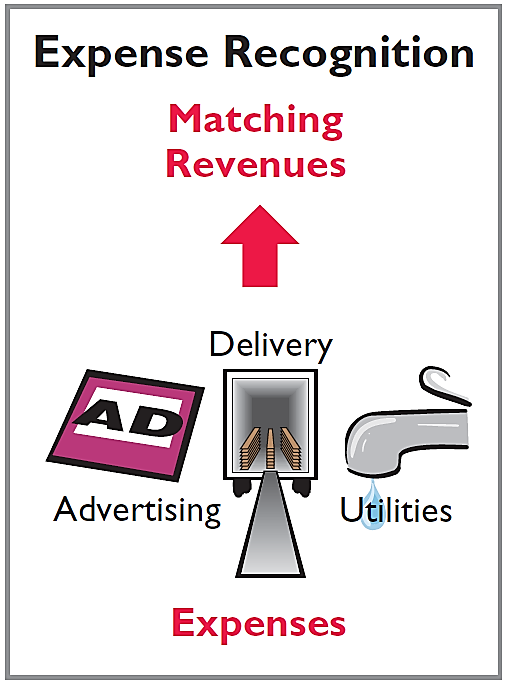 Expense Recognition
Matching
Revenues
Delivery
AD
Advertising
Utilities
Expenses